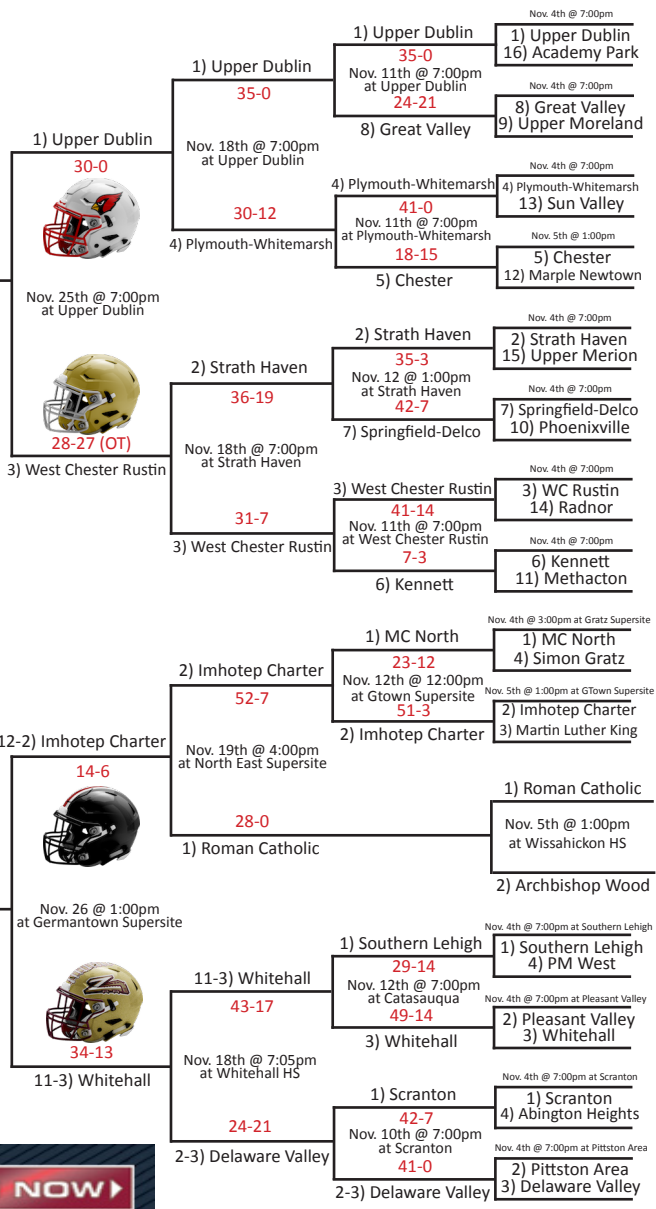 Nov. 4th @ 7:00pm
1) Upper Dublin
16) Academy Park
1) Upper Dublin
35-0
Nov. 11th @ 7:00pm
at Upper Dublin
24-21
8) Great Valley
Nov. 4th @ 7:00pm
8) Great Valley
9) Upper Moreland
1) Upper Dublin
35-0
Nov. 18th @ 7:00pm
at Upper Dublin
30-12
4) Plymouth-Whitemarsh
Nov. 4th @ 7:00pm
4) Plymouth-Whitemarsh
13) Sun Valley
4) Plymouth-Whitemarsh
41-0
Nov. 11th @ 7:00pm
at Plymouth-Whitemarsh
18-15
5) Chester
Nov. 5th @ 1:00pm
5) Chester
12) Marple Newtown
1) Upper Dublin
30-0
Nov. 25th @ 7:00pm
at Upper Dublin
28-27 (OT)
3) West Chester Rustin
Nov. 4th @ 7:00pm
2) Strath Haven
15) Upper Merion
2) Strath Haven
35-3
Nov. 12 @ 1:00pm
at Strath Haven
42-7
7) Springfield-Delco
Nov. 4th @ 7:00pm
7) Springfield-Delco
10) Phoenixville
2) Strath Haven
36-19
Nov. 18th @ 7:00pm
at Strath Haven
31-7
3) West Chester Rustin
Nov. 4th @ 7:00pm
3) WC Rustin
14) Radnor
3) West Chester Rustin
41-14
Nov. 11th @ 7:00pm
at West Chester Rustin
7-3
6) Kennett
Nov. 4th @ 7:00pm
6) Kennett
11) Methacton
Nov. 4th @ 3:00pm at Gratz Supersite
1) MC North
4) Simon Gratz
1) MC North
23-12
Nov. 12th @ 12:00pm
at Gtown Supersite
51-3
2) Imhotep Charter
Nov. 5th @ 1:00pm at GTown Supersite
2) Imhotep Charter
3) Martin Luther King
2) Imhotep Charter
52-7
Nov. 19th @ 4:00pm
at North East Supersite
28-0
1) Roman Catholic
1) Roman Catholic
Nov. 5th @ 1:00pm
at Wissahickon HS
2) Archbishop Wood
12-2) Imhotep Charter
14-6
Nov. 26 @ 1:00pm
at Germantown Supersite
34-13
11-3) Whitehall
Nov. 4th @ 7:00pm at Southern Lehigh
1) Southern Lehigh
4) PM West
1) Southern Lehigh
29-14
Nov. 12th @ 7:00pm
at Catasauqua
49-14
3) Whitehall
Nov. 4th @ 7:00pm at Pleasant Valley
2) Pleasant Valley
3) Whitehall
11-3) Whitehall
43-17
Nov. 18th @ 7:05pm
at Whitehall HS
24-21
2-3) Delaware Valley
Nov. 4th @ 7:00pm at Scranton
1) Scranton
4) Abington Heights
1) Scranton
42-7
Nov. 10th @ 7:00pm
at Scranton
41-0
2-3) Delaware Valley
Nov. 4th @ 7:00pm at Pittston Area
2) Pittston Area
3) Delaware Valley
NOW